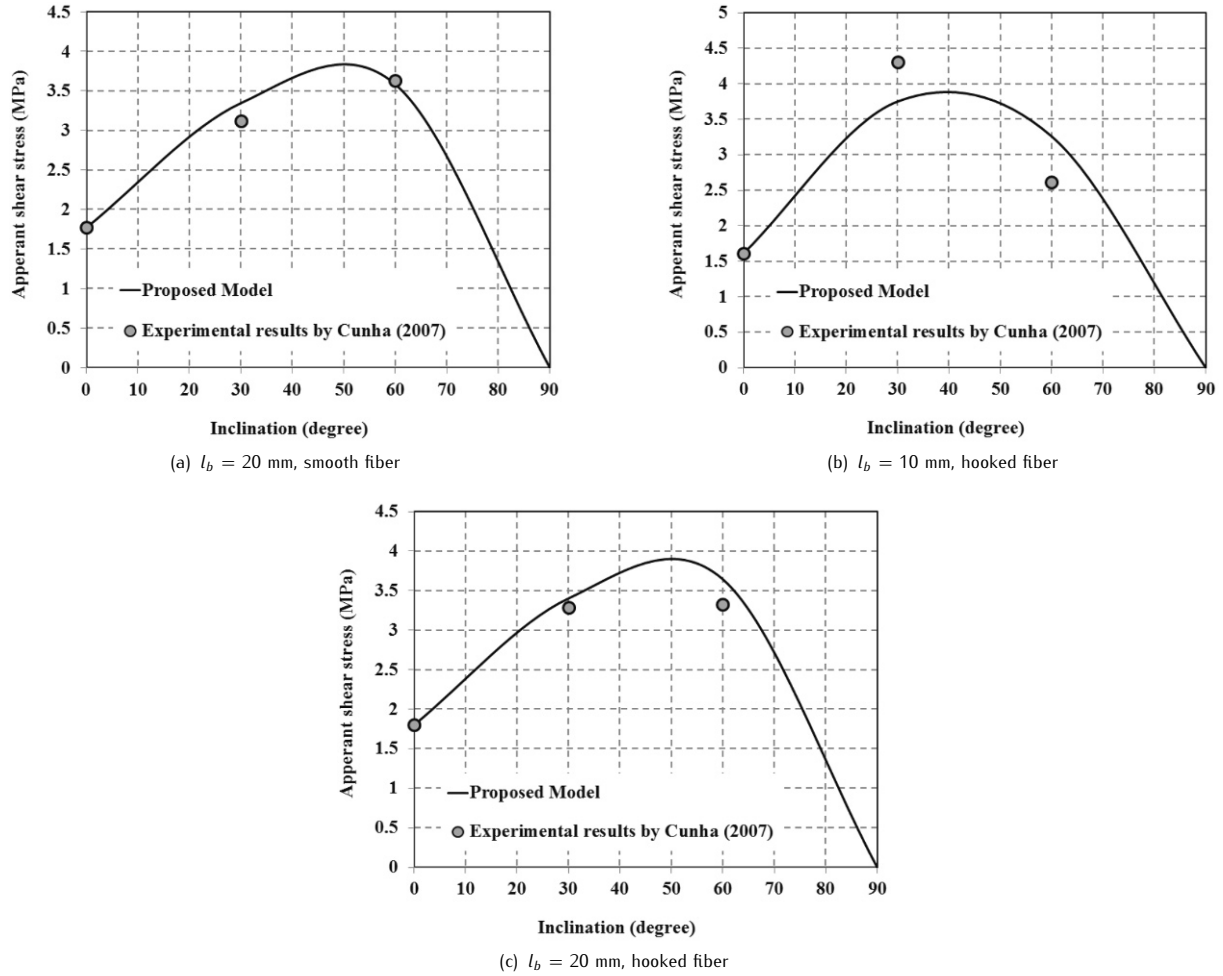 4.5
4
3.5
3
2.5
2
1.5
1
0.5
0
Apperant shear stress (MPa)
Proposed Model
Experimental results by Cunha (2007)
0 10 20 30 40 50 60 70 80 90
Inclination (degree)
(a) l_b = 20 mm, smooth fiber
5
4.5
4
3.5
3
2.5
2
1.5
1
0.5
0
Apperant shear stress (MPa)
Proposed Model
Experimental results by Cunha (2007)
0 10 20 30 40 50 60 70 80 90
Inclination (degree)
(b) l_b = 10 mm, hooked fiber
4.5
4
3.5
3
2.5
2
1.5
1
0.5
0
Apperant shear stress (MPa)
Proposed Model
Experimental results by Cunha (2007)
0 10 20 30 40 50 60 70 80 90
Inclination (degree)
(c) l_b = 20 mm, hooked fiber